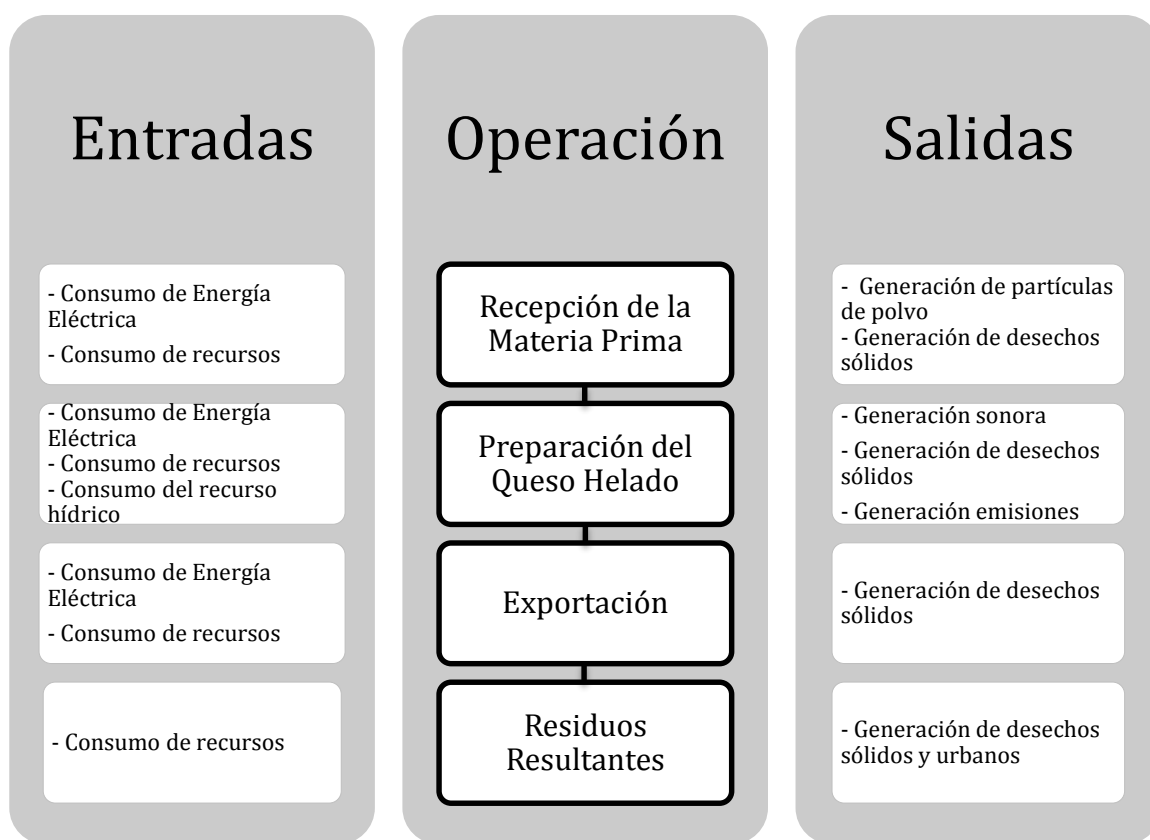 Entradas
- Consumo de Energía
Eléctrica
- Consumo de recursos
- Consumo de Energía
Eléctrica
- Consumo de recursos
- Consumo del recurso
hídrico
- Consumo de Energía
Eléctrica
- Consumo de recursos
- Consumo de recursos
Operación
Recepción de la
Materia Prima
Preparación del
Queso Helado
Exportación
Residuos
Resultantes
Salidas
- Generación de partículas
de polvo
- Generación de desechos
sólidos
- Generación sonora
- Generación de desechos
sólidos
- Generación emisiones
- Generación de desechos
sólidos
- Generación de desechos
sólidos y urbanos